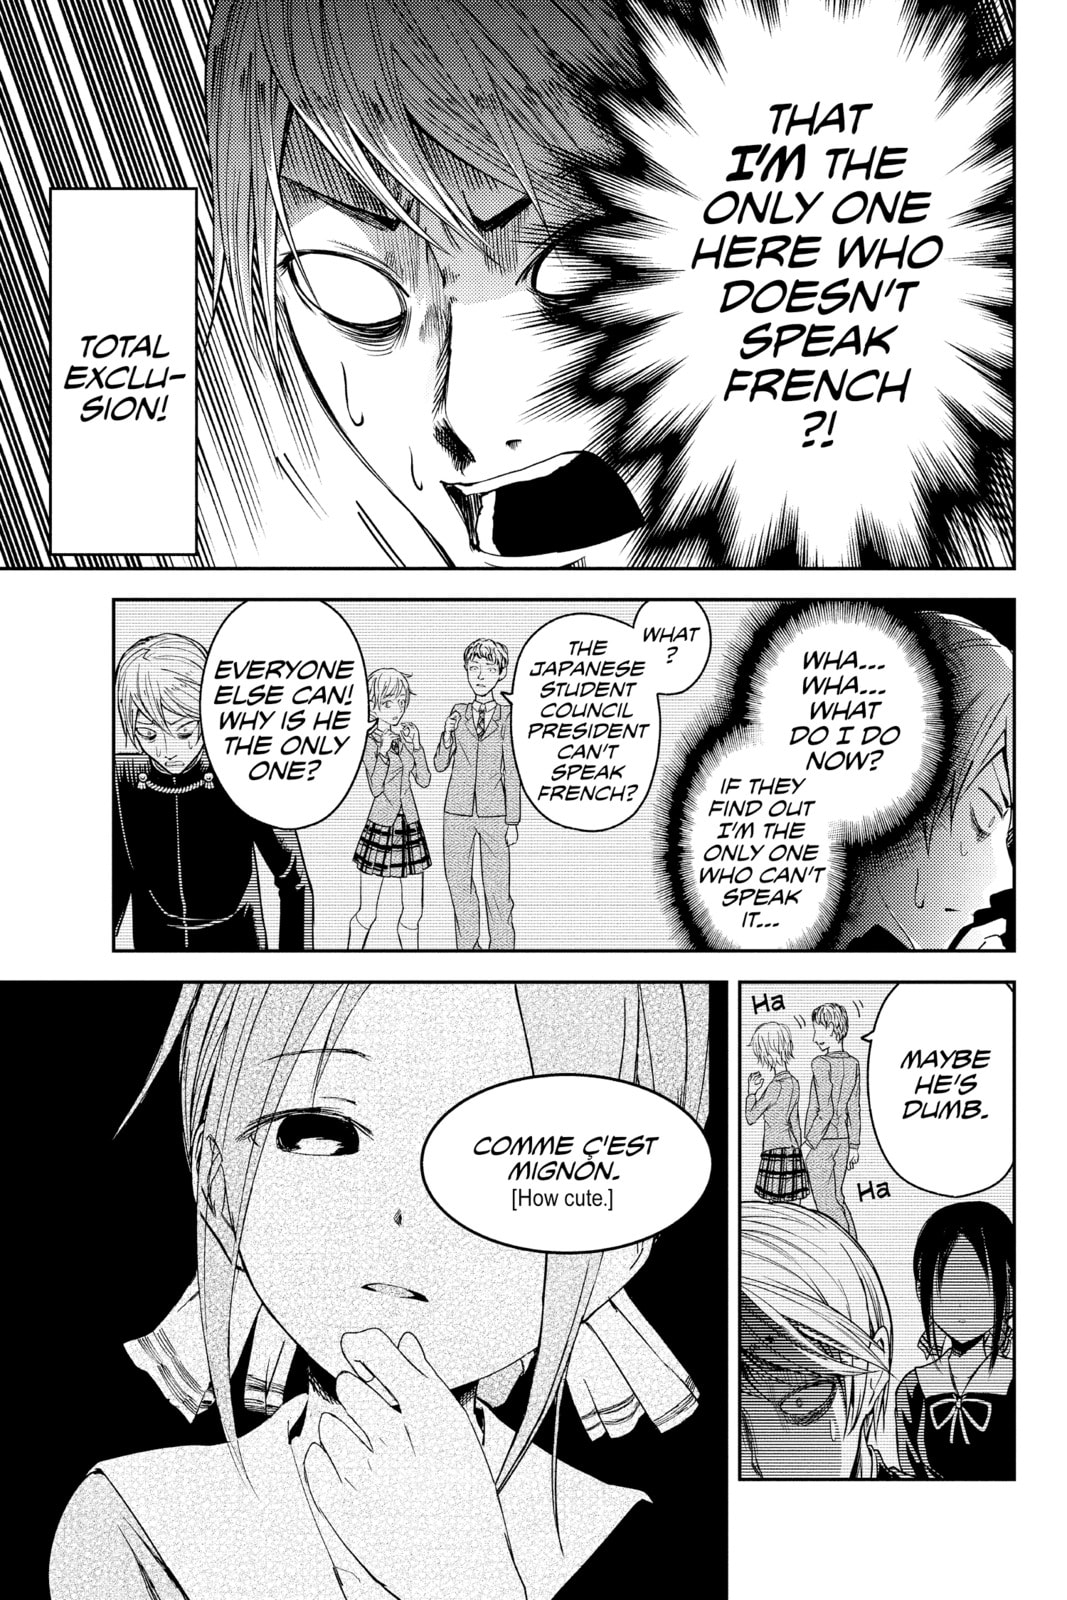 THAT
I'M THE
ONLY ONE
HERE WHO
DOESN'T
SPEAK
FRENCH
?!
TOTAL
EXCLU-
SION!
WHA...
WHA...
WHAT
DO I DO
NOW?
IF THEY
FIND OUT
I'M THE
ONLY ONE
WHO CAN'T
SPEAK
IT...
WHAT
?
THE
JAPANESE
STUDENT
COUNCIL
PRESIDENT
CAN'T
SPEAK
FRENCH?
EVERYONE
ELSE CAN!
WHY IS HE
THE ONLY
ONE?
MAYBE
HE'S
DUMB.
Ha
Ha
COMME C'EST
MIGNON.
[How cute.]